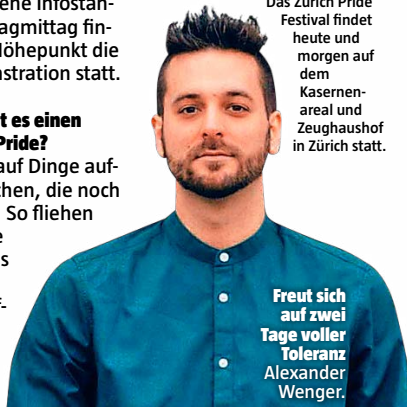 ene Infostän-
agmittag fin-
Höhepunkt die
nstration statt.
t es einen
Pride?
auf Dinge auf-
chen, die noch
So fliehen
e
s
f-
Das Zürich Pride
Festival findet
heute und
morgen auf
dem
Kasernen-
areal und
Zeughaushof
in Zürich statt.
Freut sich
auf zwei
Tage voller
Toleranz
Alexander
Wenger.